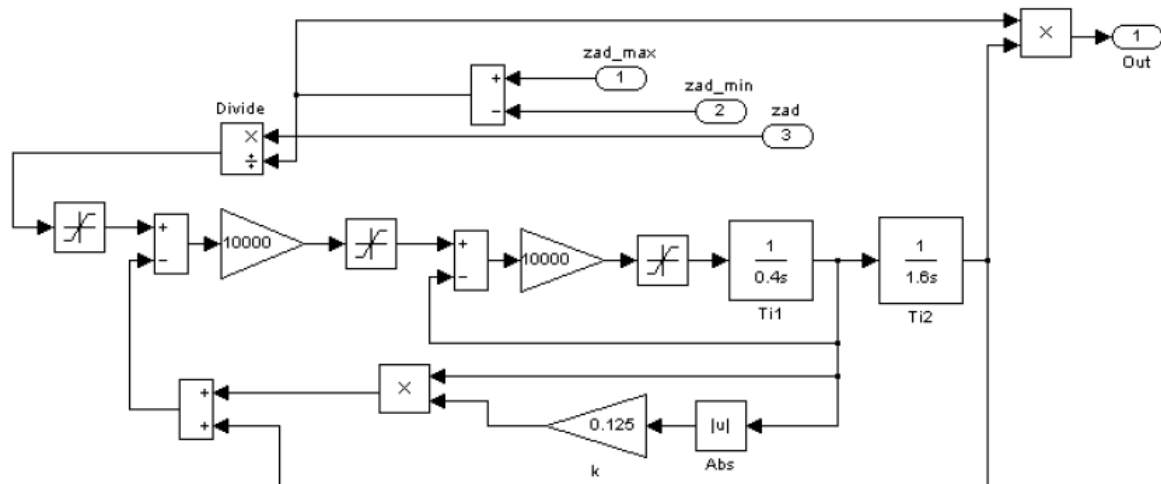 ×
1
Out
zad_max
+
1
zad_min
−
2
Divide
zad
×
3
÷
+
−
10000
+
−
10000
1
0.4s
Ti1
1
1.6s
Ti2
+
+
×
0.125
k
|u|
Abs